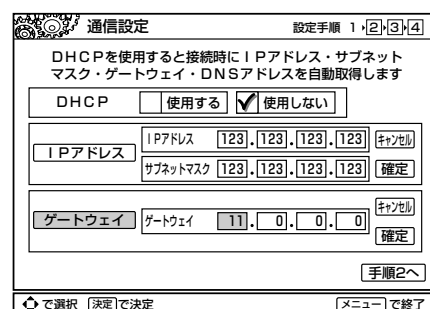 通信設定 設定手順 1 2 3 4
DHCPを使用すると接続時にIPアドレス・サブネット
マスク・ゲートウェイ・DNSアドレスを自動取得します
DHCP 使用する 使用しない
IPアドレス
IPアドレス 123.123.123.123 キャンセル
サブネットマスク 123.123.123.123 確定
ゲートウェイ
ゲートウェイ 11.0.0.0 キャンセル
確定
手順2へ
で選択 決定で決定 メニューで終了